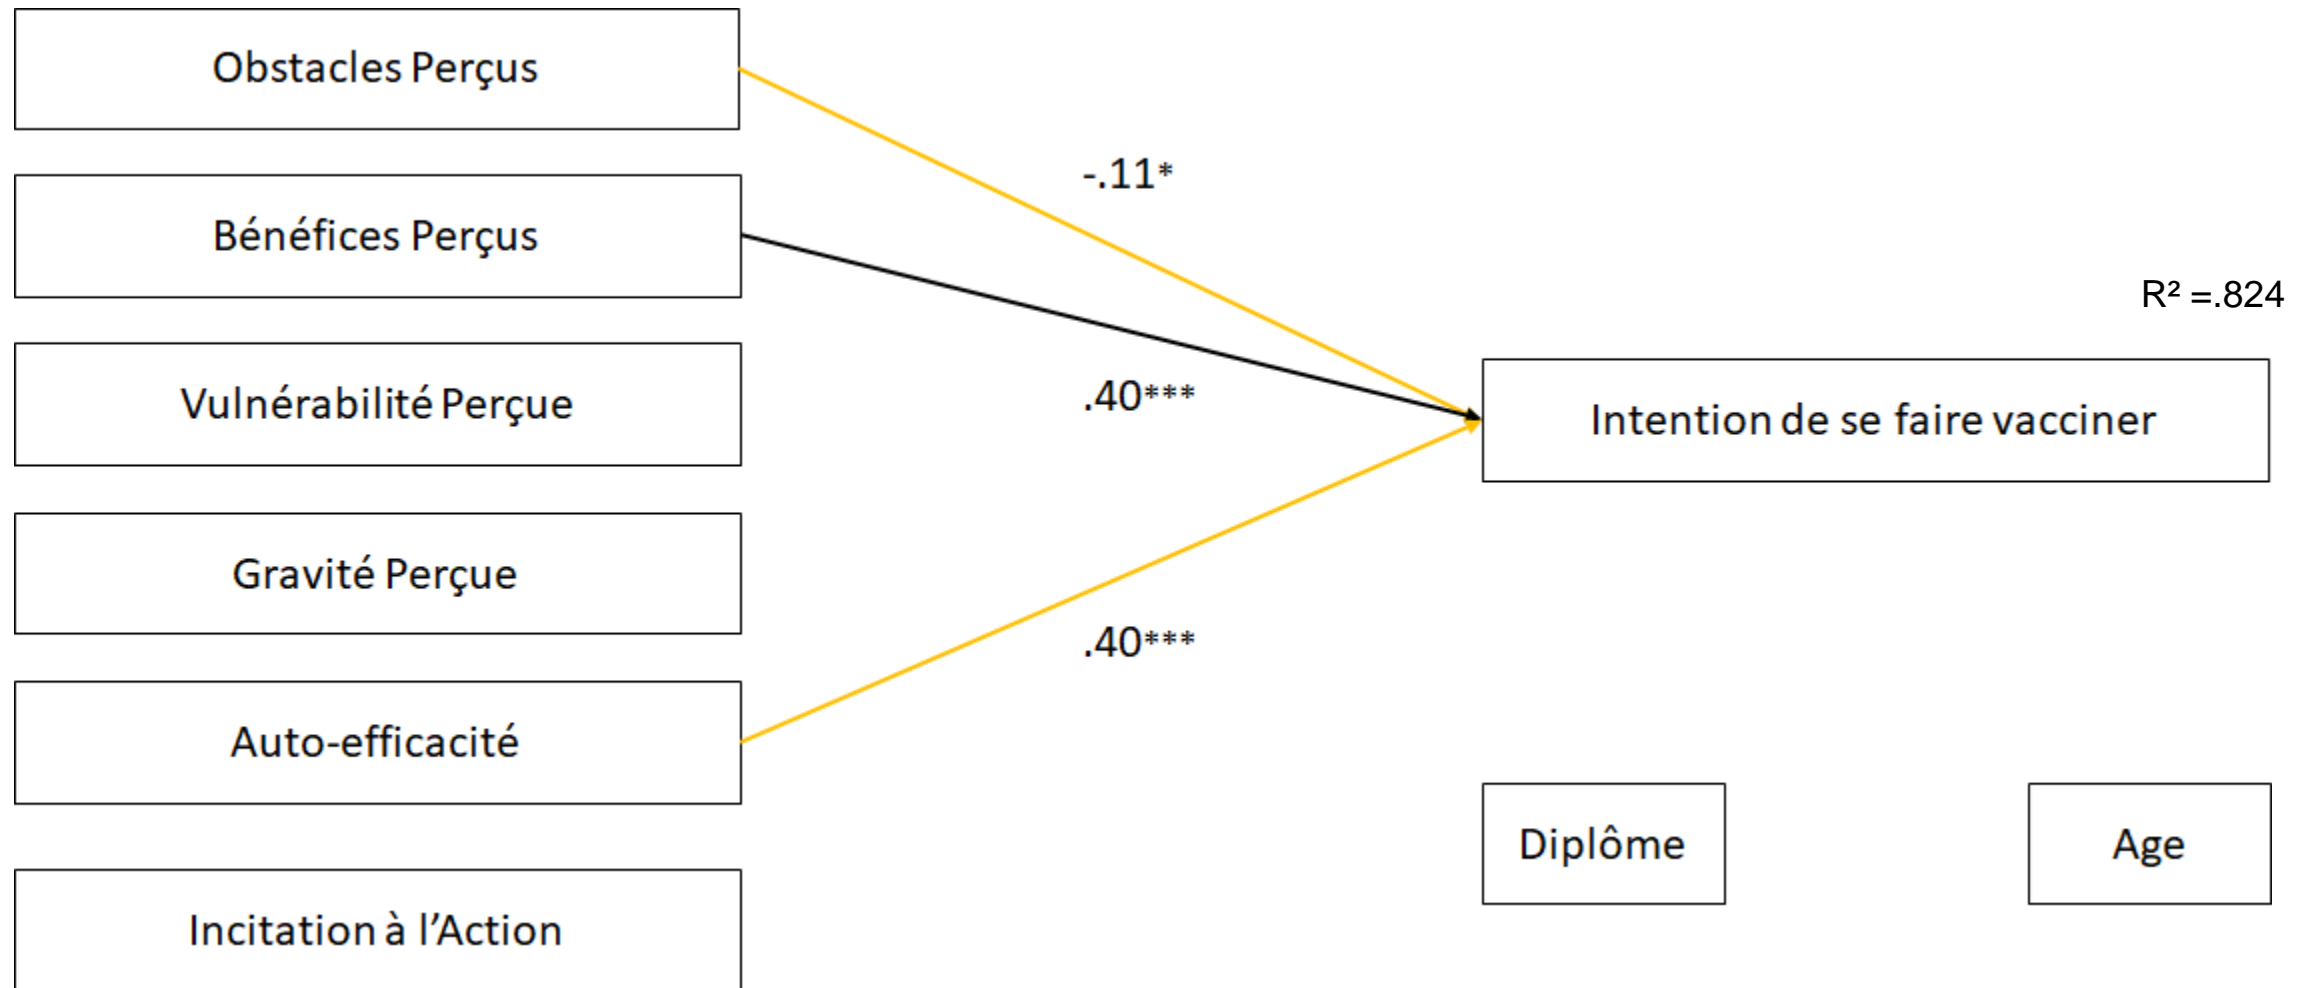 Obstacles Perçus
-.11*
Bénéfices Perçus
R² =.824
Vulnérabilité Perçue
.40***
Intention de se faire vacciner
Gravité Perçue
.40***
Auto-efficacité
Diplôme
Age
Incitation à l’Action